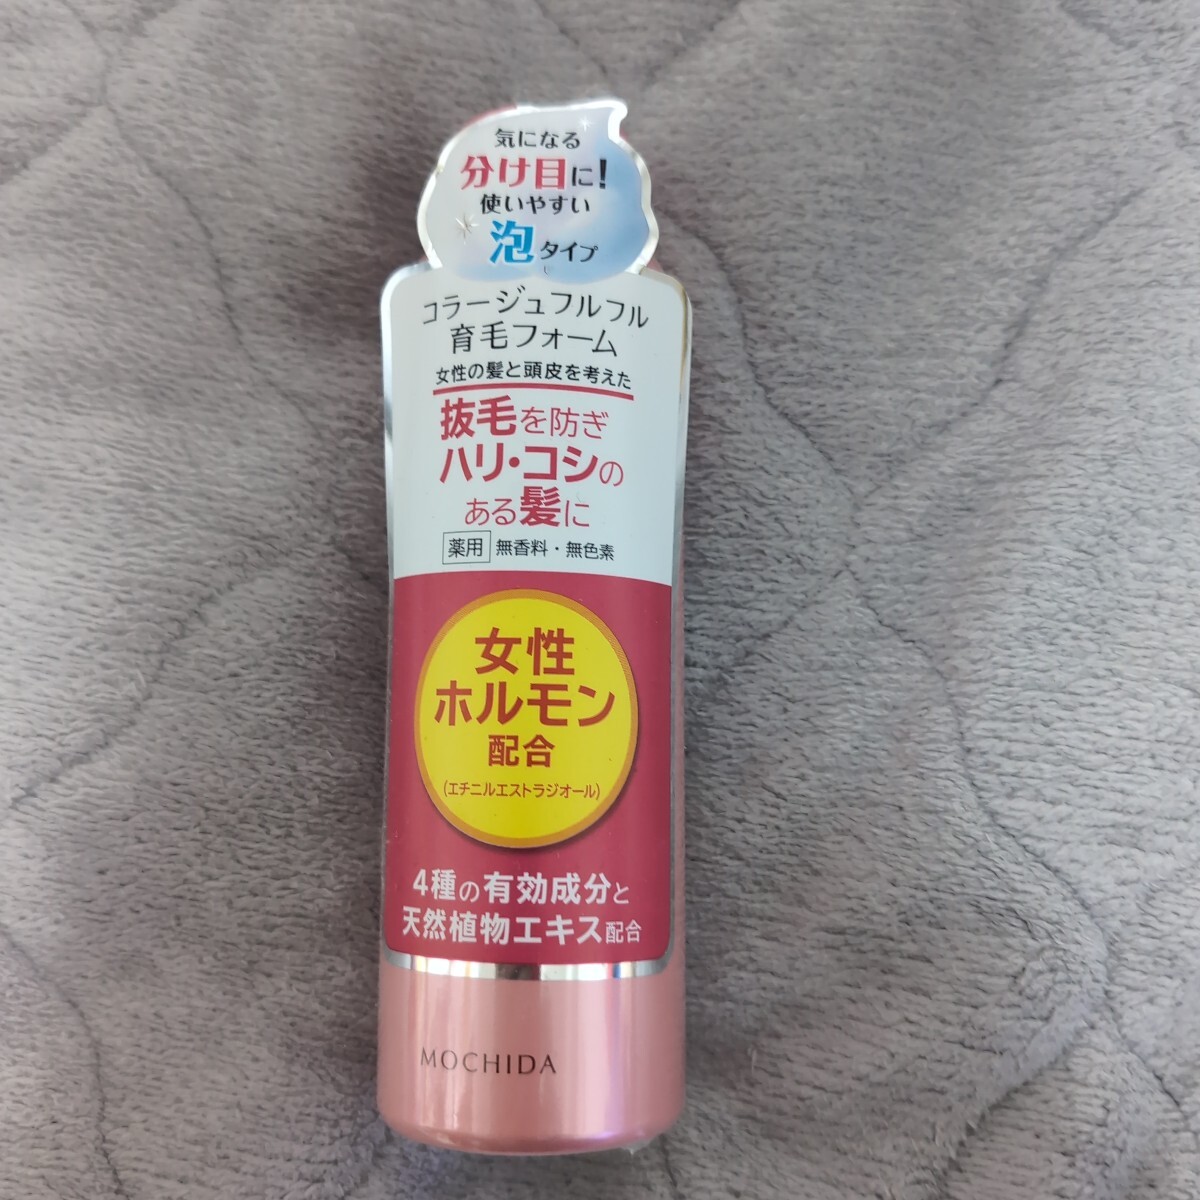 気になる
分け目に!
使いやすい
泡タイプ
コラージュフルフル
育毛フォーム
女性の髪と頭皮を考えた
抜毛を防ぎ
ハリ・コシの
ある髪に
薬用 無香料・無色素
女性
ホルモン
配合
(エチニルエストラジオール)
4種の有効成分と
天然植物エキス配合
MOCHIDA